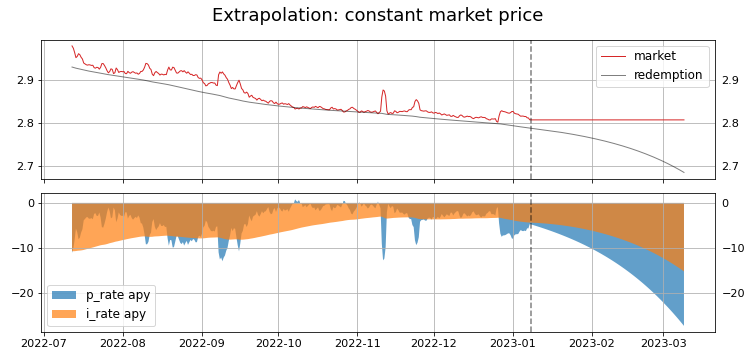 Extrapolation: constant market price
market
redemption
2.9
2.9
2.8
2.8
2.7
2.7
0
0
−10
−10
−20
−20
p_rate apy
i_rate apy
2022-07 2022-08 2022-09 2022-10 2022-11 2022-12 2023-01 2023-02 2023-03